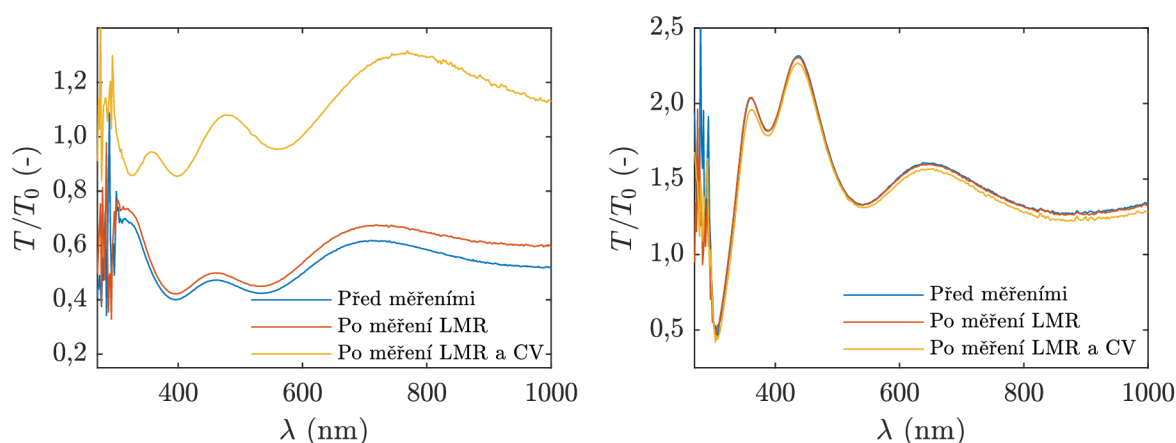 1,2
1,0
0,8
0,6
0,4
0,2
T/T0 (-)
Před měřeními
Po měření LMR
Po měření LMR a CV
400
600
800
1000
λ (nm)
2,5
2,0
1,5
1,0
0,5
T/T0 (-)
Před měřeními
Po měření LMR
Po měření LMR a CV
400
600
800
1000
λ (nm)